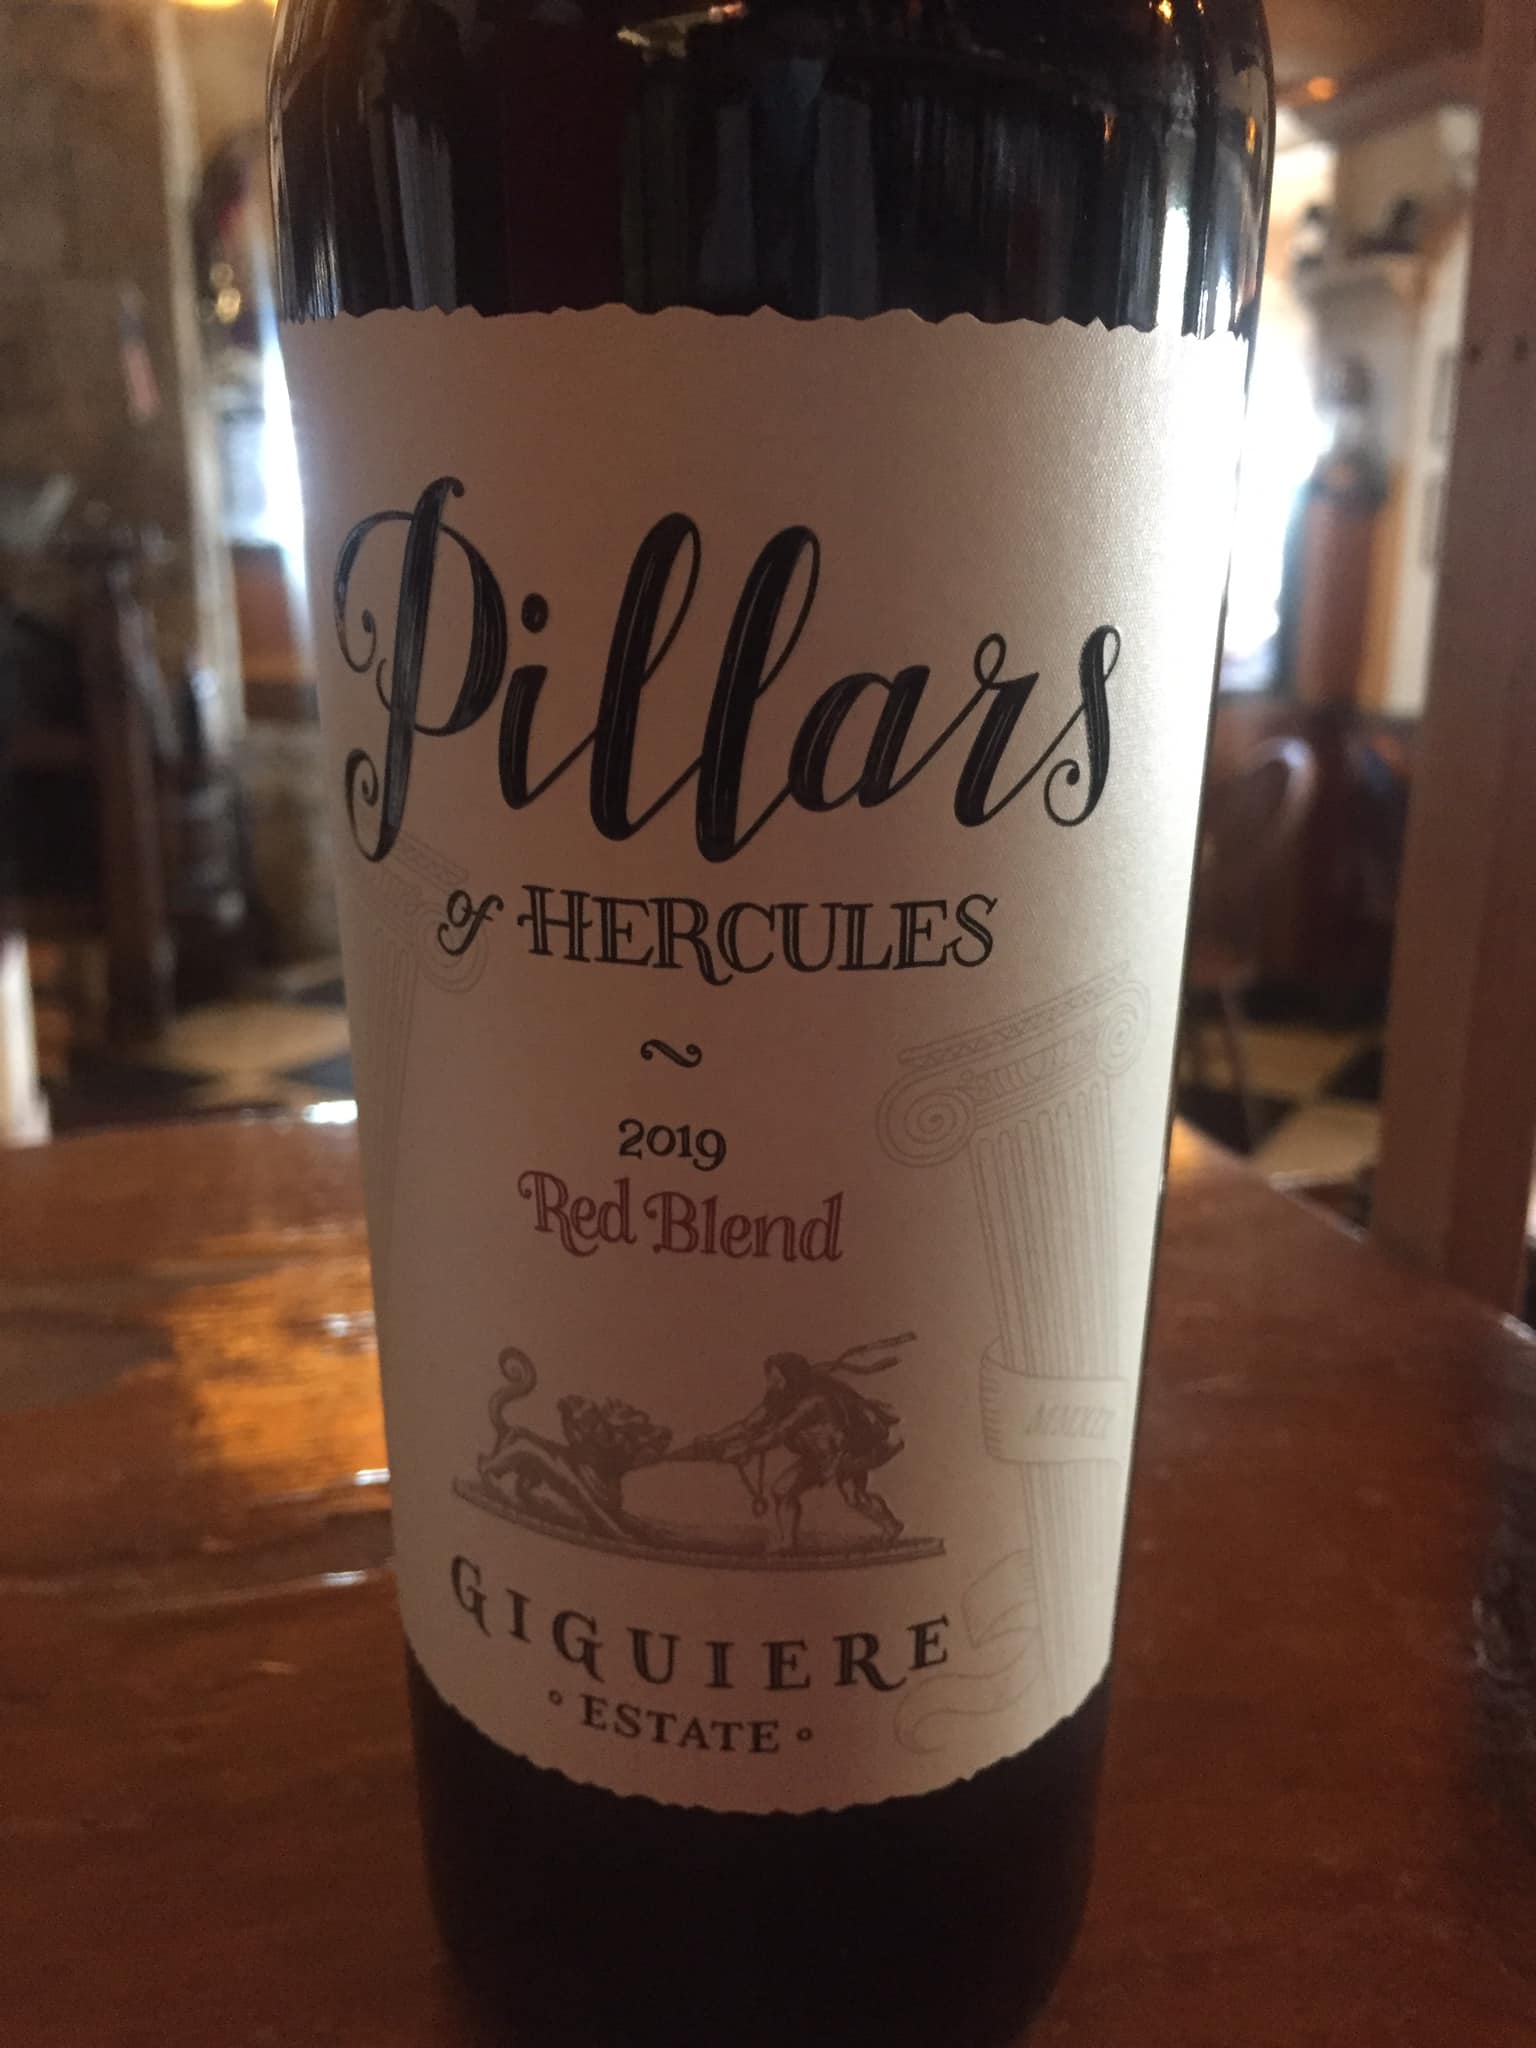 Pillars
of HERCULES
~
2019
Red Blend
GIGUIERE
° ESTATE °